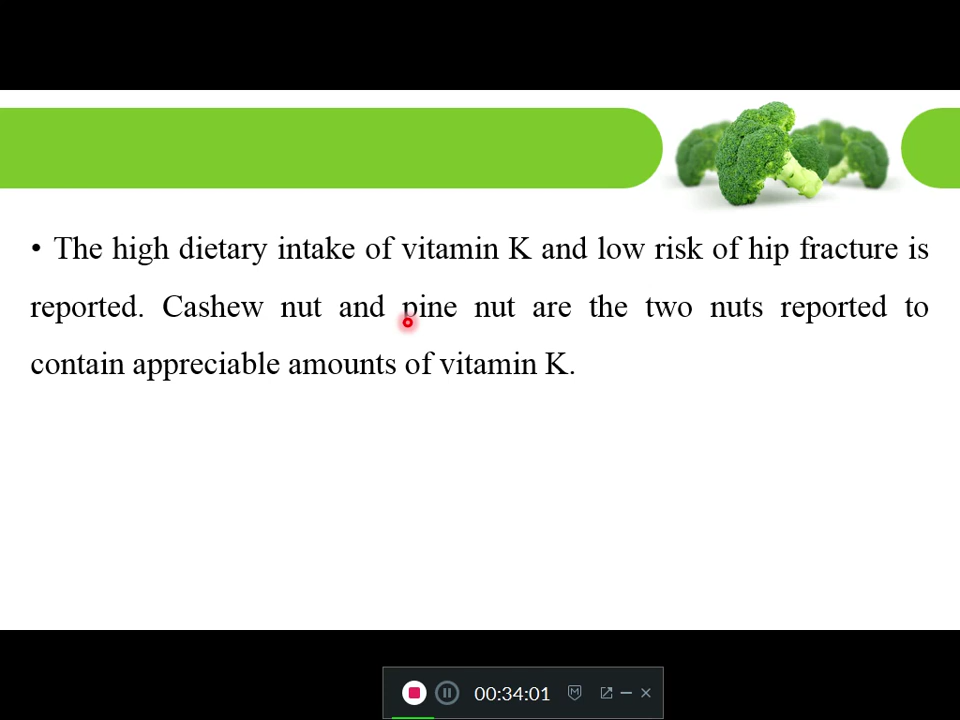 • The high dietary intake of vitamin K and low risk of hip fracture is
reported. Cashew nut and pine nut are the two nuts reported to
contain appreciable amounts of vitamin K.
00:34:01